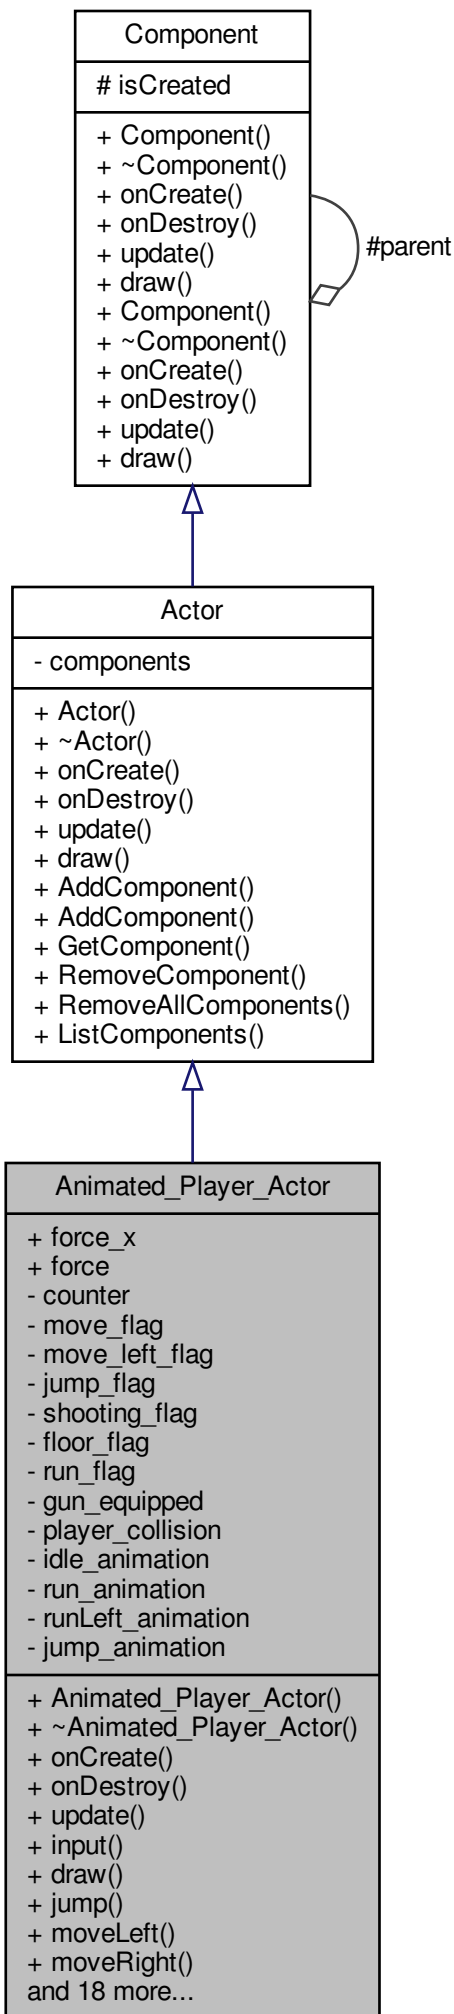 Component
# isCreated
+ Component()
+ ~Component()
+ onCreate()
+ onDestroy()
+ update()
+ draw()
+ Component()
+ ~Component()
+ onCreate()
+ onDestroy()
+ update()
+ draw()
#parent
Actor
- components
+ Actor()
+ ~Actor()
+ onCreate()
+ onDestroy()
+ update()
+ draw()
+ AddComponent()
+ AddComponent()
+ GetComponent()
+ RemoveComponent()
+ RemoveAllComponents()
+ ListComponents()
Animated_Player_Actor
+ force_x
+ force
- counter
- move_flag
- move_left_flag
- jump_flag
- shooting_flag
- floor_flag
- run_flag
- gun_equipped
- player_collision
- idle_animation
- run_animation
- runLeft_animation
- jump_animation
+ Animated_Player_Actor()
+ ~Animated_Player_Actor()
+ onCreate()
+ onDestroy()
+ update()
+ input()
+ draw()
+ jump()
+ moveLeft()
+ moveRight()
and 18 more...